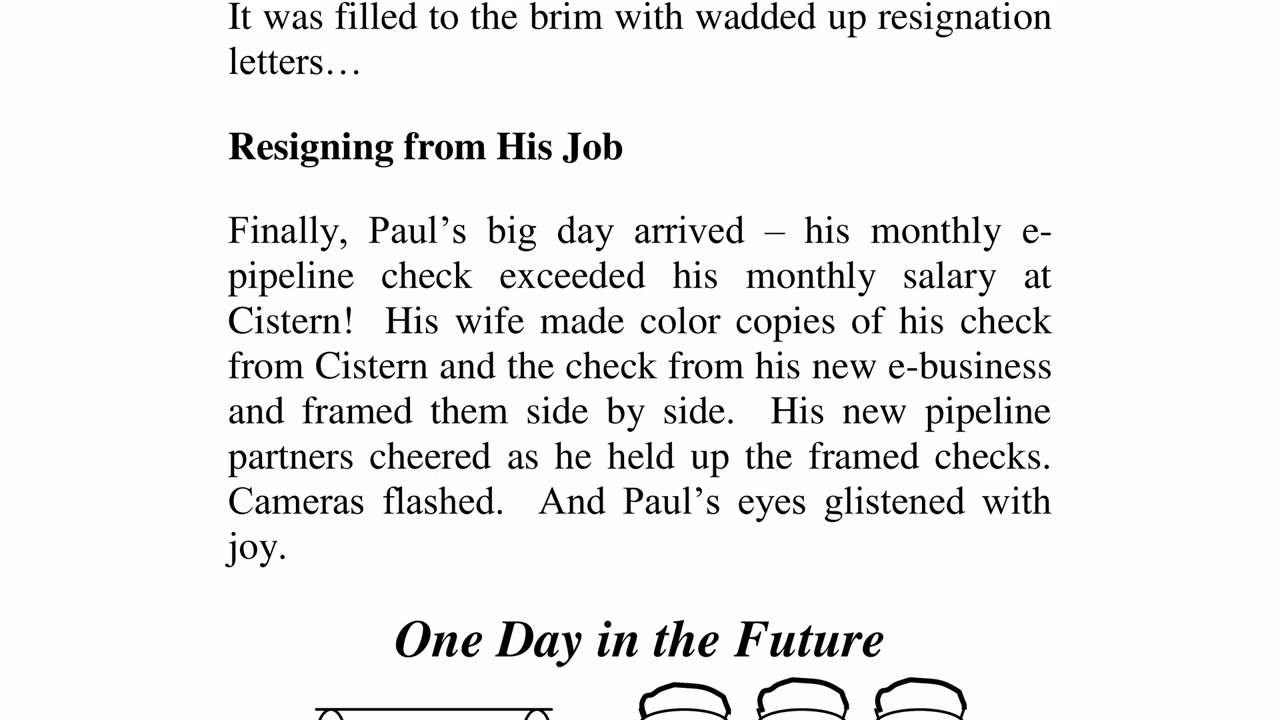 It was filled to the brim with wadded up resignation
letters…
Resigning from His Job
Finally, Paul’s big day arrived – his monthly e-
pipeline check exceeded his monthly salary at
Cistern!  His wife made color copies of his check
from Cistern and the check from his new e-business
and framed them side by side.  His new pipeline
partners cheered as he held up the framed checks.
Cameras flashed.  And Paul’s eyes glistened with
joy.
One Day in the Future